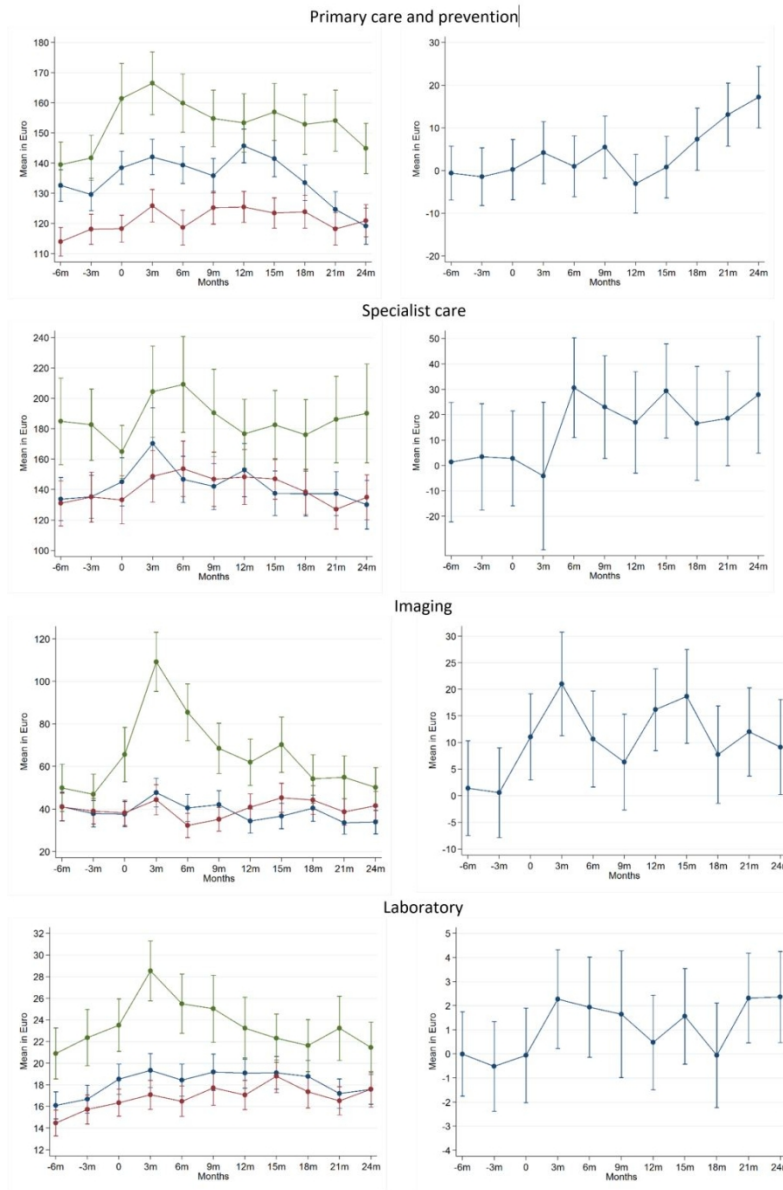 Primary care and prevention
Mean in Euro
180
170
160
150
140
130
120
110
-6m -3m 0 3m 6m 9m 12m 15m 18m 21m 24m
Months
Mean in Euro
30
20
10
0
-10
-20
-6m -3m 0 3m 6m 9m 12m 15m 18m 21m 24m
Months
Specialist care
Mean in Euro
240
220
200
180
160
140
120
100
-6m -3m 0 3m 6m 9m 12m 15m 18m 21m 24m
Months
Mean in Euro
50
40
30
20
10
0
-10
-20
-6m -3m 0 3m 6m 9m 12m 15m 18m 21m 24m
Months
Imaging
Mean in Euro
120
100
80
60
40
20
-6m -3m 0 3m 6m 9m 12m 15m 18m 21m 24m
Months
Mean in Euro
30
25
20
15
10
5
0
-5
-10
-6m -3m 0 3m 6m 9m 12m 15m 18m 21m 24m
Months
Laboratory
Mean in Euro
32
30
28
26
24
22
20
18
16
14
12
-6m -3m 0 3m 6m 9m 12m 15m 18m 21m 24m
Months
Mean in Euro
5
4
3
2
1
0
-1
-2
-3
-4
-6m -3m 0 3m 6m 9m 12m 15m 18m 21m 24m
Months